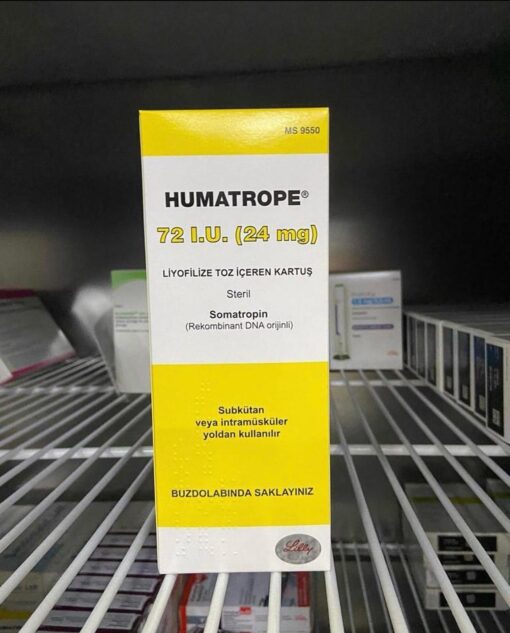 MS 9550
HUMATROPE®
72 I.U. (24 mg)
LİYOFİLİZE TOZ İÇEREN KARTUŞ
Steril
Somatropin
(Rekombinant DNA orijinli)
Subkütan
veya intramüsküler
yoldan kullanılır
BUZDOLABINDA SAKLAYINIZ
Lilly